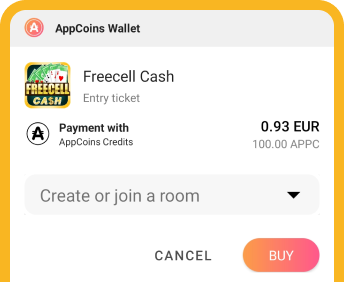 AppCoins Wallet
FREECELL
CASH
Freecell Cash
Entry ticket
Payment with
AppCoins Credits
0.93 EUR
100.00 APPC
Create or join a room
CANCEL
BUY